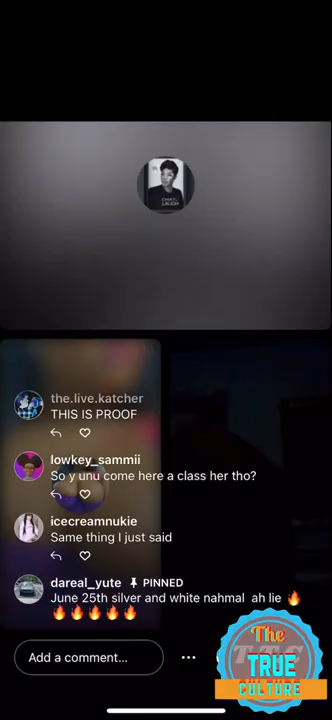 the.live.katcher
THIS IS PROOF
lowkey_sammii
So y unu come here a class her tho?
icecreamnukie
Same thing I just said
dareal_yute PINNED
June 25th silver and white nahmal ah lie 🔥
🔥🔥🔥🔥🔥
Add a comment...
The
TRUE
CULTURE